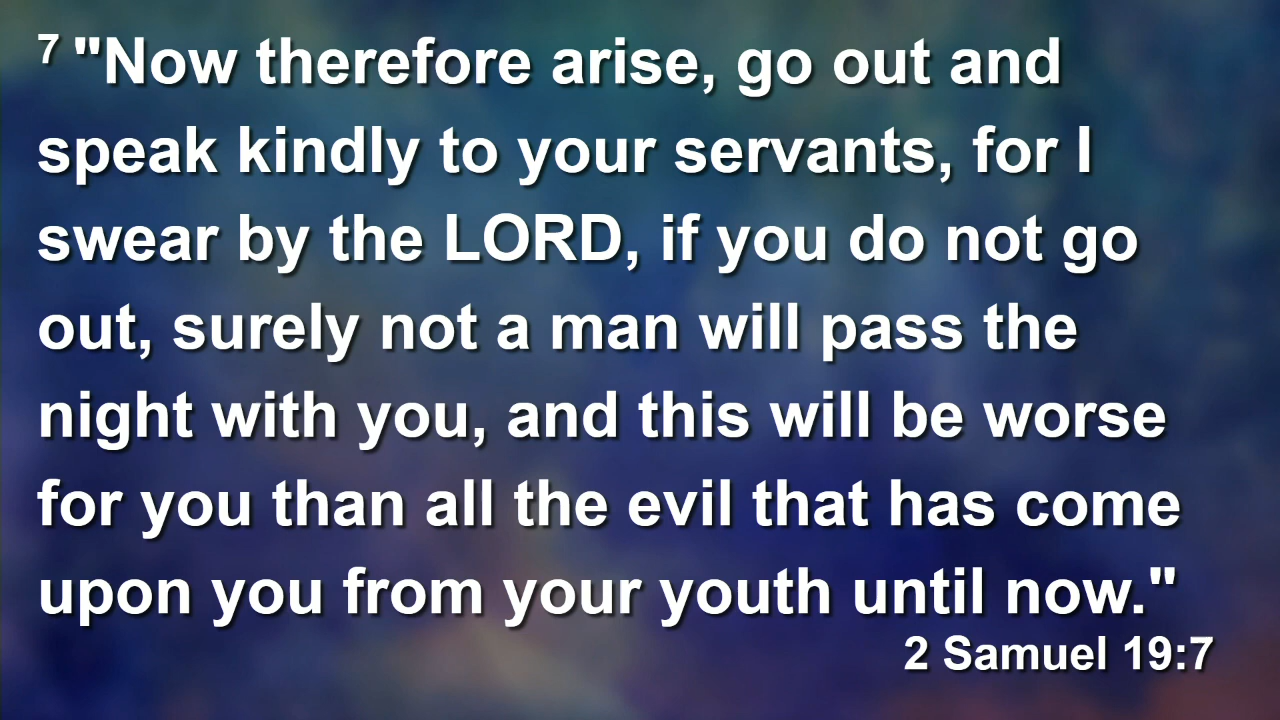 7 "Now therefore arise, go out and
speak kindly to your servants, for I
swear by the LORD, if you do not go
out, surely not a man will pass the
night with you, and this will be worse
for you than all the evil that has come
upon you from your youth until now."
2 Samuel 19:7